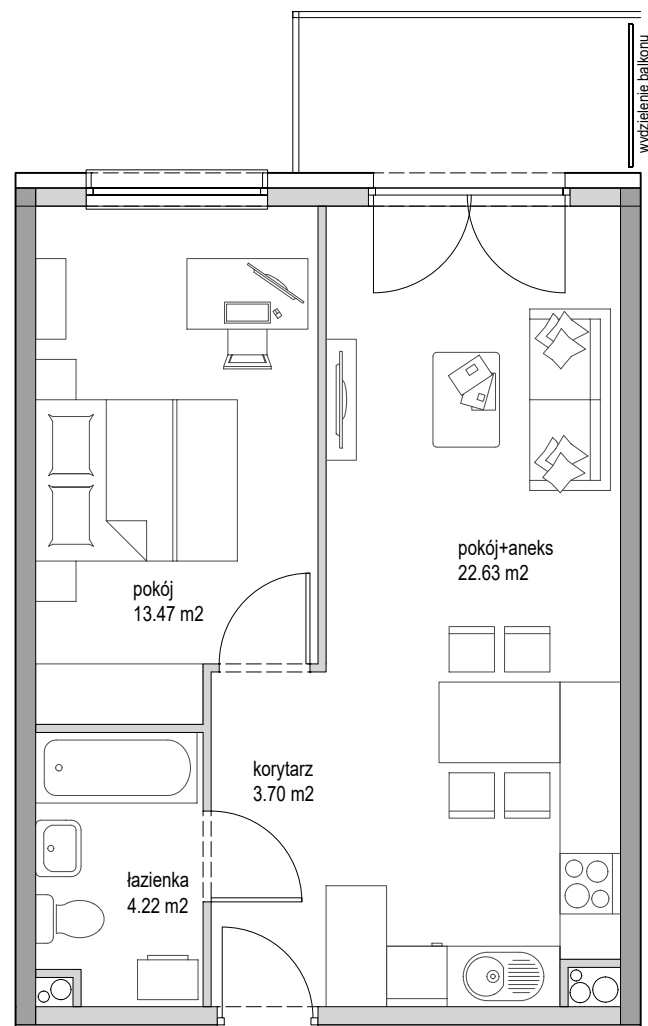 wydzielenie balkonu
pokój+aneks
22.63 m2
pokój
13.47 m2
korytarz
3.70 m2
łazienka
4.22 m2